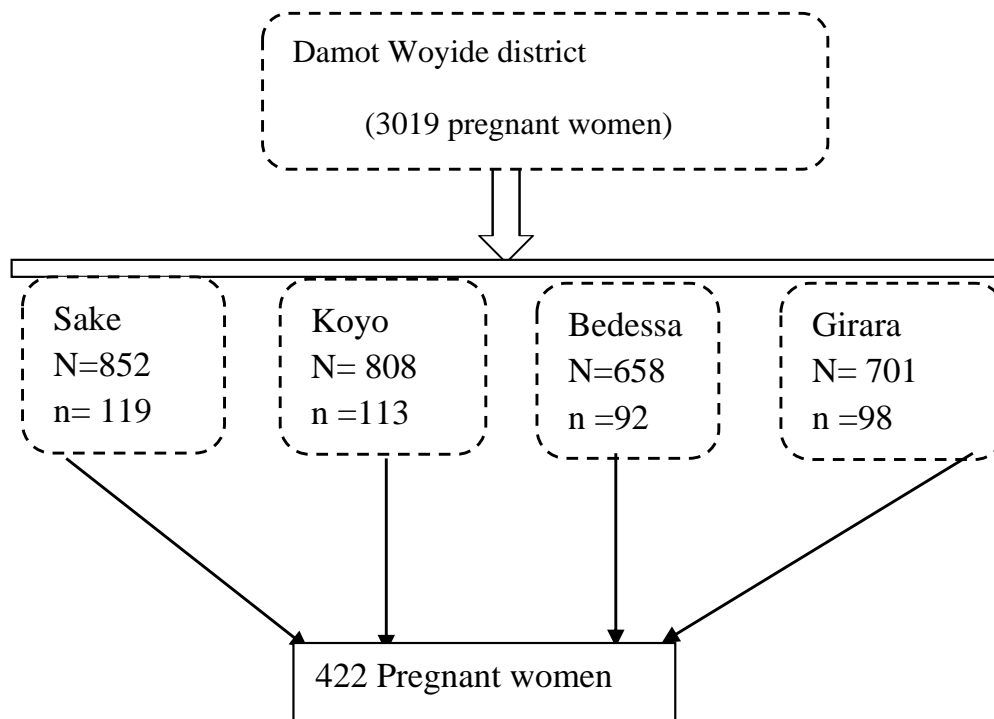 Damot Woyide district
(3019 pregnant women)
Sake
N=852
n= 119
Koyo
N= 808
n =113
Bedessa
N=658
n =92
Girara
N= 701
n =98
422 Pregnant women